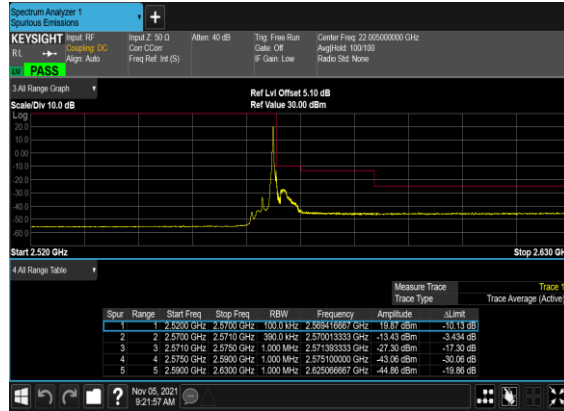 Spectrum Analyzer 1
Spurious Emissions
+
KEYSIGHT Input: RF Input Z: 50 Ω Atten: 40 dB Trig: Free Run Center Freq: 22.005000000 GHz
RL Coupling: DC Corr CCorr Gate: Off Avg|Hold: 100/100
Align: Auto Freq Ref: Int (S) IF Gain: Low Radio Std: None
PASS
3 All Range Graph
Ref Lvl Offset 5.10 dB
Scale/Div 10.0 dB Ref Value 30.00 dBm
Log
20.0
10.0
0.00
-10.0
-20.0
-30.0
-40.0
-50.0
-60.0
Start 2.520 GHz Stop 2.630 GH
4 All Range Table
Measure Trace Trace 1
Trace Type Trace Average (Active)
Spur Range Start Freq Stop Freq RBW Frequency Amplitude ΔLimit
1 1 2.5200 GHz 2.5700 GHz 100.0 kHz 2.569416667 GHz 19.87 dBm -10.13 dB
2 2 2.5700 GHz 2.5710 GHz 390.0 kHz 2.570013333 GHz -13.43 dBm -3.434 dB
3 3 2.5710 GHz 2.5750 GHz 1.000 MHz 2.571393333 GHz -27.30 dBm -17.30 dB
4 4 2.5750 GHz 2.5900 GHz 1.000 MHz 2.575100000 GHz -43.06 dBm -30.06 dB
5 5 2.5900 GHz 2.6300 GHz 1.000 MHz 2.625066667 GHz -44.86 dBm -19.86 dB
? Nov 05, 2021
9:21:57 AM